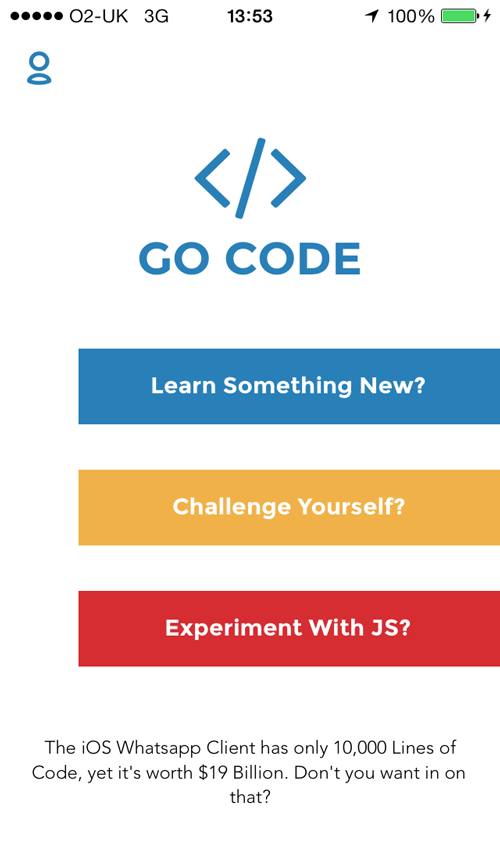 O2-UK 3G 13:53 100%
</>
GO CODE
Learn Something New?
Challenge Yourself?
Experiment With JS?
The iOS Whatsapp Client has only 10,000 Lines of
Code, yet it's worth $19 Billion. Don't you want in on
that?